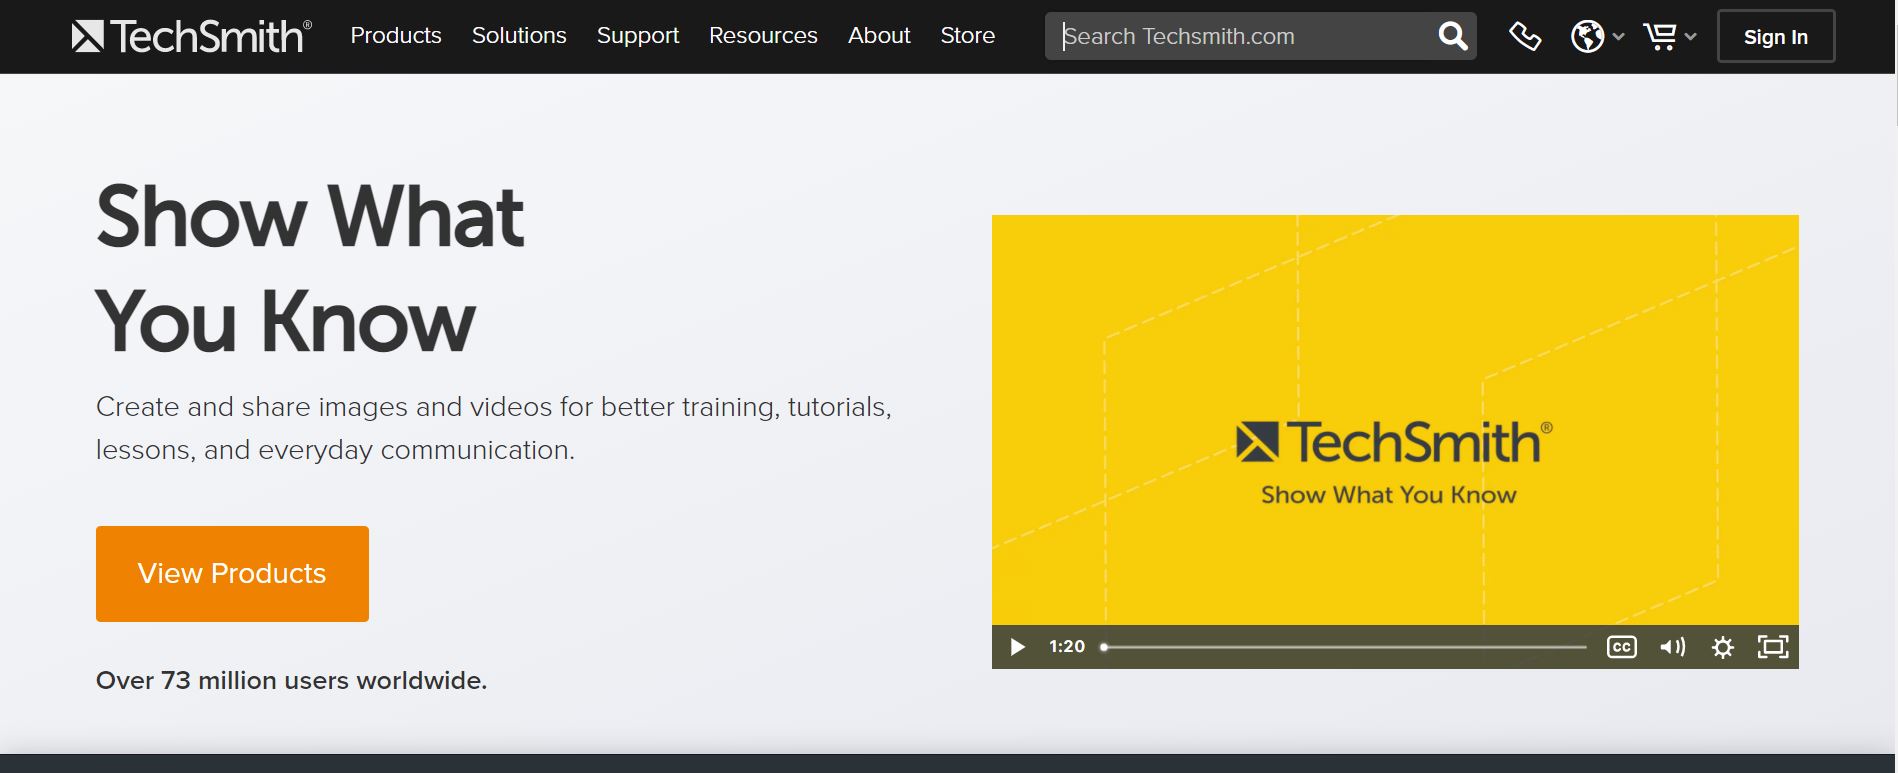 TechSmith® Products Solutions Support Resources About Store Search Techsmith.com Sign In
Show What
You Know
Create and share images and videos for better training, tutorials,
lessons, and everyday communication.
View Products
Over 73 million users worldwide.
TechSmith®
Show What You Know
1:20 CC